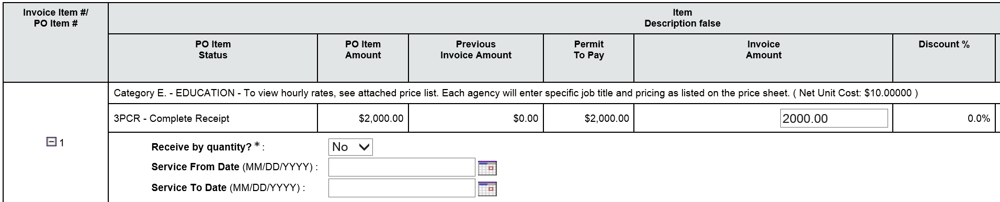 Invoice Item #/
PO Item #
Item
Description false
PO Item
Status
PO Item
Amount
Previous
Invoice Amount
Permit
To Pay
Invoice
Amount
Discount %
Category E. - EDUCATION - To view hourly rates, see attached price list. Each agency will enter specific job title and pricing as listed on the price sheet. ( Net Unit Cost: $10.00000 )
3PCR - Complete Receipt
$2,000.00
$0.00
$2,000.00
2000.00
0.0%
1
Receive by quantity? * :
No
Service From Date (MM/DD/YYYY) :
Service To Date (MM/DD/YYYY) :